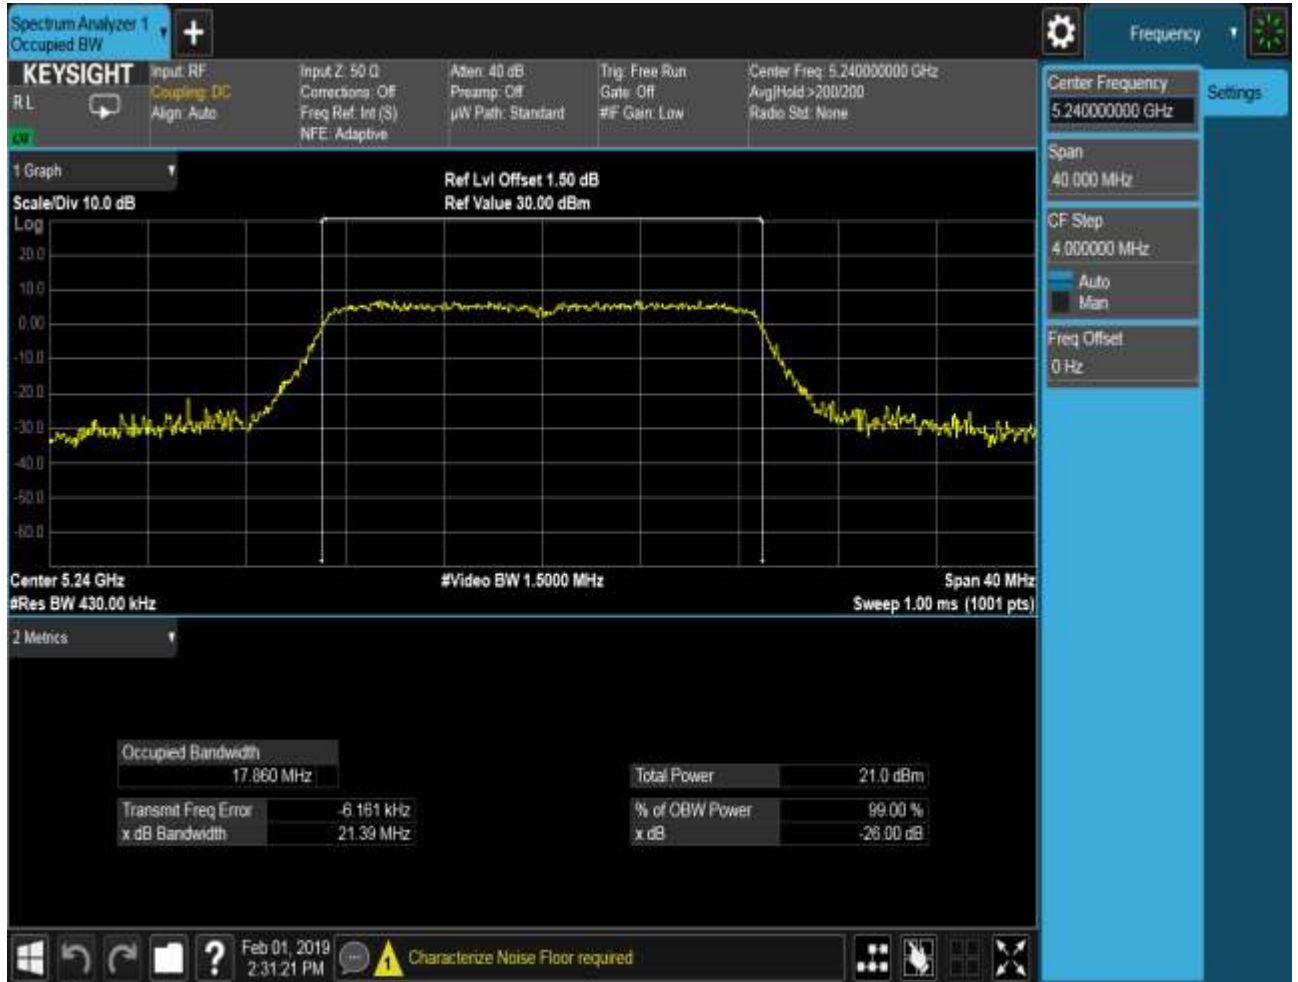 Spectrum Analyzer 1
Occupied BW
Frequency
KEYSIGHT
RL
Input: RF
Coupling: DC
Align: Auto
Input Z: 50 Ω
Corrections: Off
Freq Ref: Int (S)
NFE: Adaptive
Atten: 40 dB
Preamp: Off
µW Path: Standard
Trig: Free Run
Gate: Off
#IF Gain: Low
Center Freq: 5.240000000 GHz
Avg|Hold:>200/200
Radio Std: None
Center Frequency
5.240000000 GHz
Settings
Span
40.000 MHz
CF Step
4.000000 MHz
Auto
Man
Freq Offset
0 Hz
1 Graph
Scale/Div 10.0 dB
Ref Lvl Offset 1.50 dB
Ref Value 30.00 dBm
Log
20.0
10.0
0.00
-10.0
-20.0
-30.0
-40.0
-50.0
-60.0
Center 5.24 GHz
#Video BW 1.5000 MHz
Span 40 MHz
#Res BW 430.00 kHz
Sweep 1.00 ms (1001 pts)
2 Metrics
Occupied Bandwidth
17.860 MHz
Total Power 21.0 dBm
Transmit Freq Error -6.161 kHz
% of OBW Power 99.00 %
x dB Bandwidth 21.39 MHz
x dB -26.00 dB
Feb 01, 2019
2:31:21 PM
1
Characterize Noise Floor required